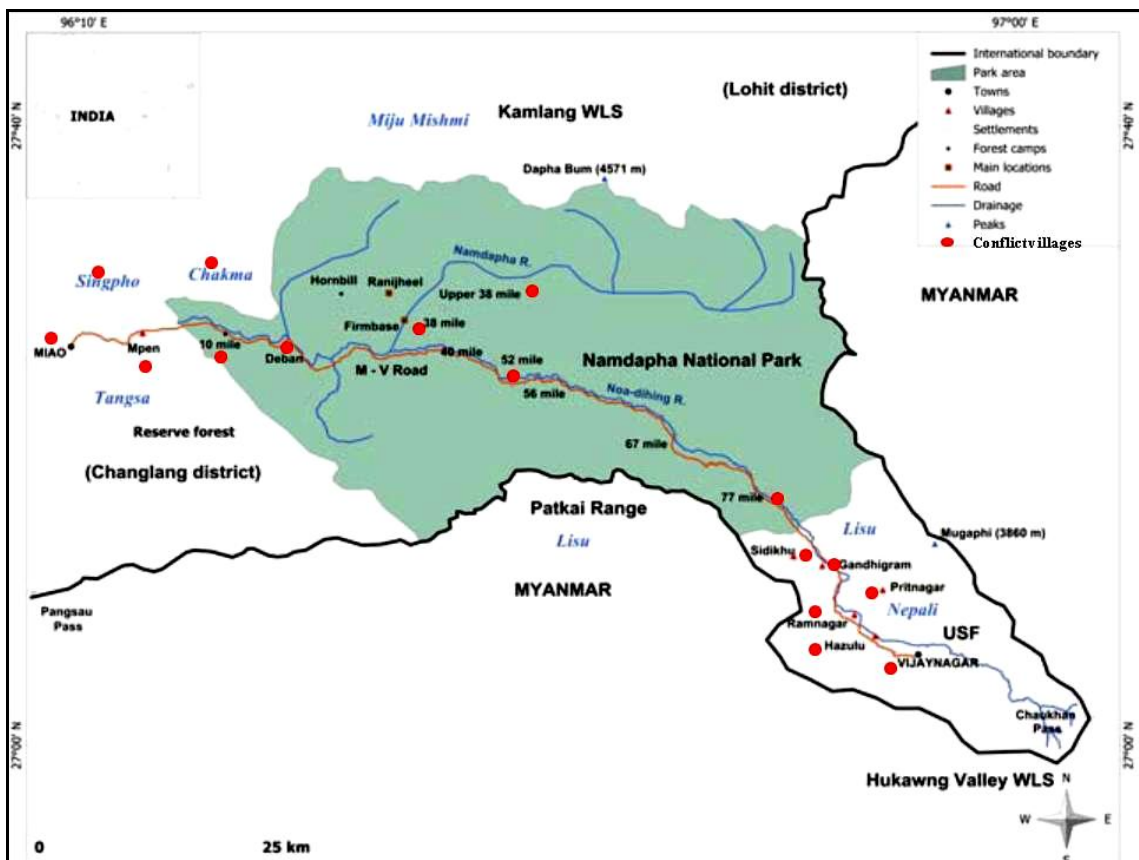 96°10' E
97°00' E
27°40' N
27°40' N
INDIA
(Lohit district)
Kamlang WLS
Miju Mishmi
Dapha Bum (4571 m)
International boundary
Park area
Towns
Villages
Settlements
Forest camps
Main locations
Road
Drainage
Peaks
Conflict villages
Singpho
Chakma
Namdapha R.
Hornbill
Ranijheel
Upper 38 mile
MYANMAR
Firmbase
38 mile
MIAO
Mpen
10 mile
Deban
40 mile
52 mile
Namdapha National Park
M - V Road
56 mile
Noa-dihing R.
Tangsa
Reserve forest
67 mile
(Changlang district)
77 mile
Patkai Range
Lisu
Lisu
Mugaphi (3860 m)
Sidikhu
Gandhigram
MYANMAR
Pritnagar
Nepali
Pangsau
Pass
Ramnagar
USF
Hazulu
VIJAYNAGAR
Chaukhan
Pass
27°00' N
27°00' N
Hukawng Valley WLS
N
W
E
S
0
25 km